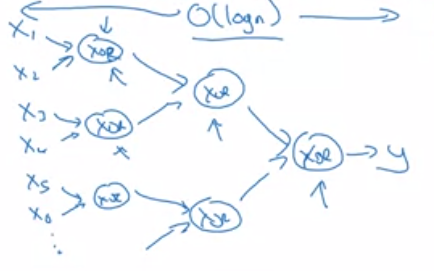 O(logn)
X₁
X₂
XOR
X₃
X₄
XOR
XOR
X₅
X₆
XOR
XOR
XOR
y